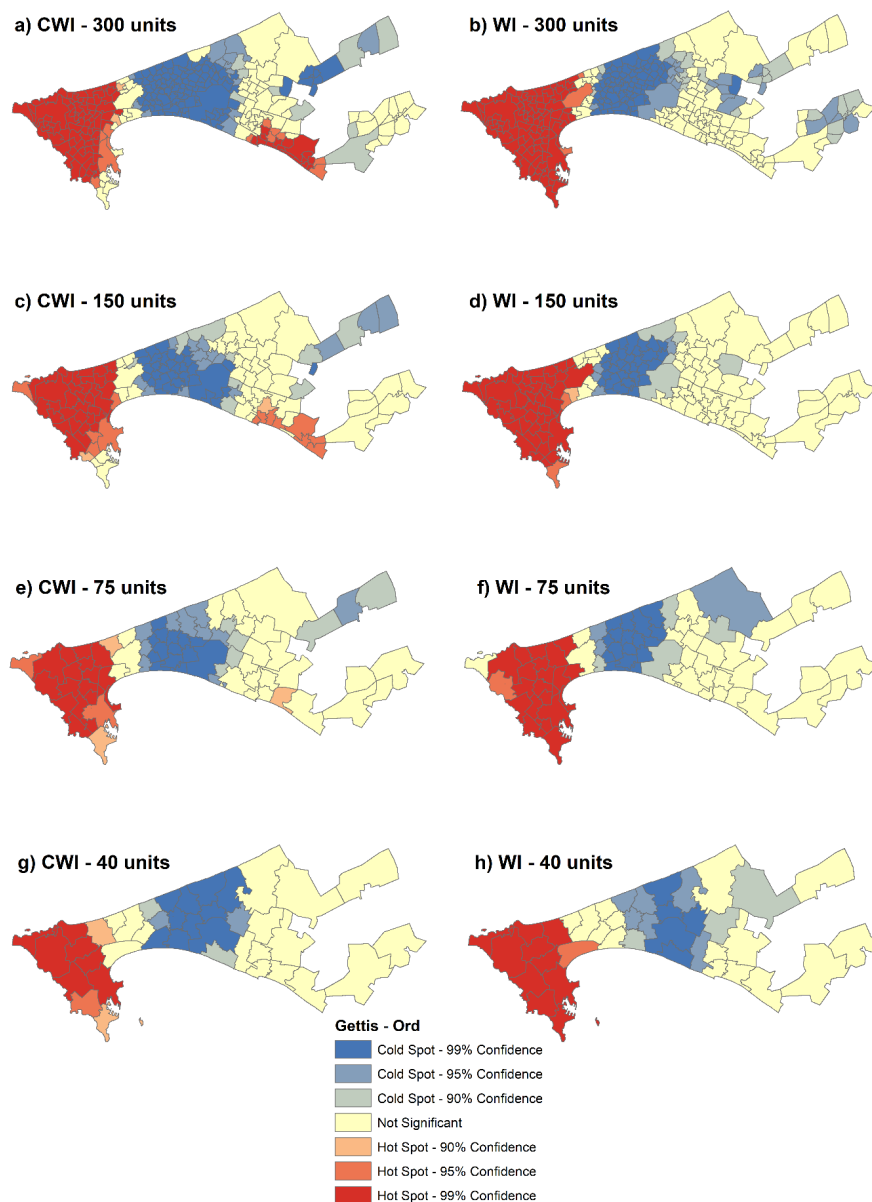 a) CWI - 300 units
b) WI - 300 units
c) CWI - 150 units
d) WI - 150 units
e) CWI - 75 units
f) WI - 75 units
g) CWI - 40 units
h) WI - 40 units
Gettis - Ord
Cold Spot - 99% Confidence
Cold Spot - 95% Confidence
Cold Spot - 90% Confidence
Not Significant
Hot Spot - 90% Confidence
Hot Spot - 95% Confidence
Hot Spot - 99% Confidence